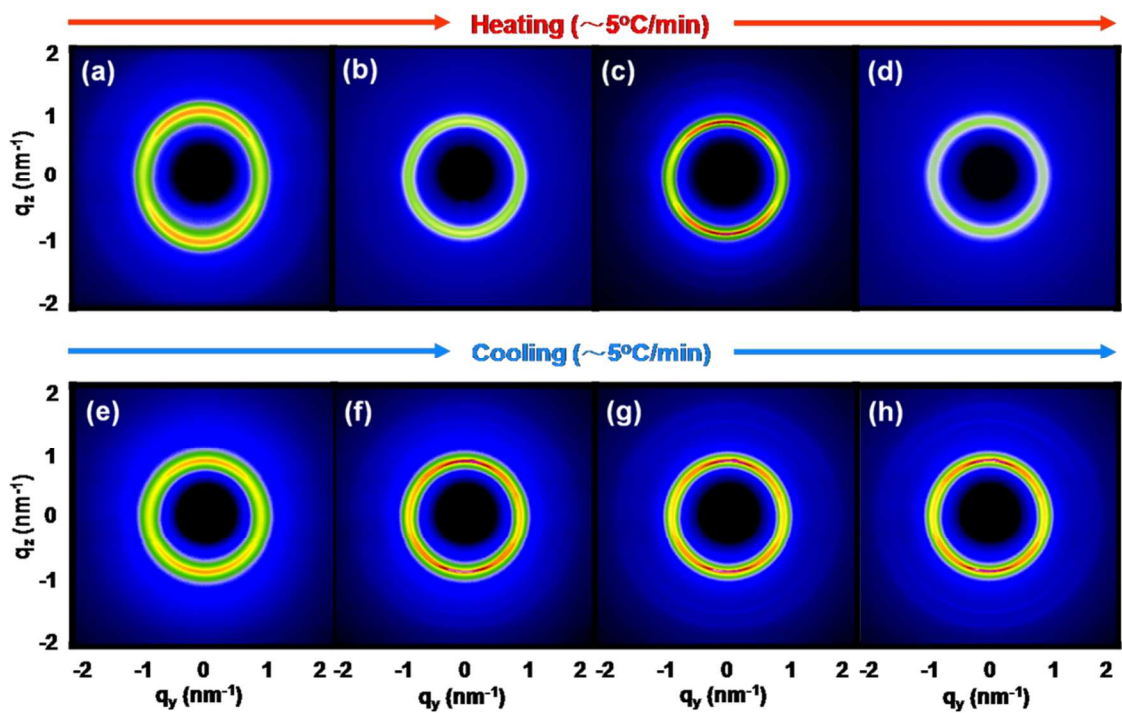 Heating (~5°C/min)
(a) (b) (c) (d)
2
1
0
-1
-2
qz (nm-1)
Cooling (~5°C/min)
(e) (f) (g) (h)
2
1
0
-1
-2
qz (nm-1)
-2 -1 0 1 2 -2 -1 0 1 2 -2 -1 0 1 2 -2 -1 0 1 2
qy (nm-1) qy (nm-1) qy (nm-1) qy (nm-1)